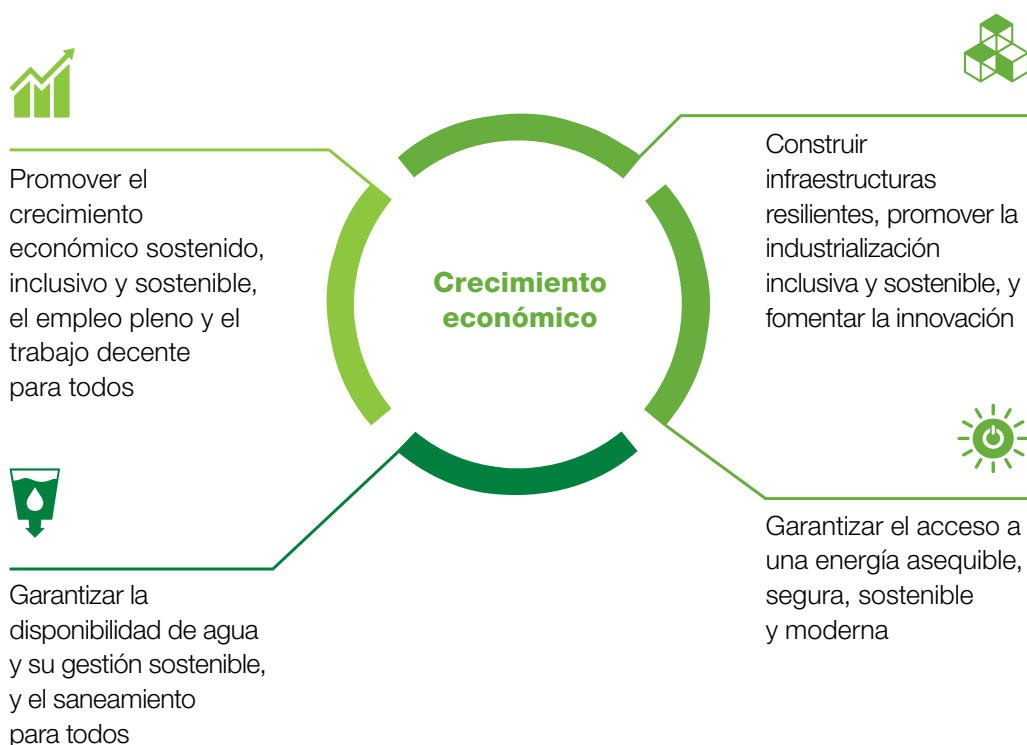 Promover el
crecimiento
económico sostenido,
inclusivo y sostenible,
el empleo pleno y el
trabajo decente
para todos
Construir
infraestructuras
resilientes, promover la
industrialización
inclusiva y sostenible, y
fomentar la innovación
Crecimiento
económico
Garantizar la
disponibilidad de agua
y su gestión sostenible,
y el saneamiento
para todos
Garantizar el acceso a
una energía asequible,
segura, sostenible
y moderna